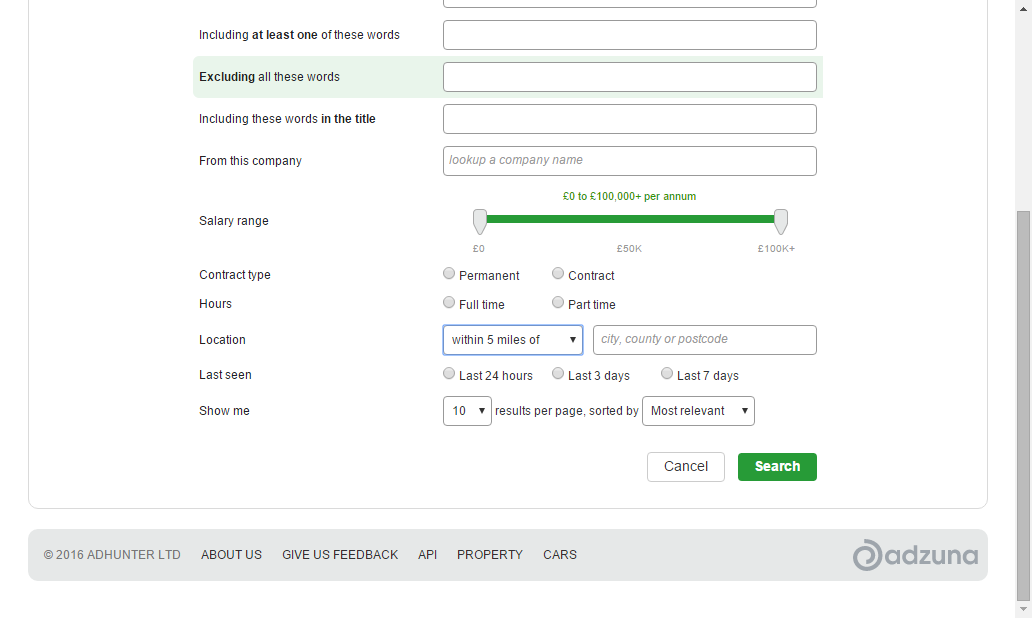 Including at least one of these words
Excluding all these words
Including these words in the title
From this company lookup a company name
£0 to £100,000+ per annum
Salary range
£0 £50K £100K+
Contract type Permanent Contract
Hours Full time Part time
Location within 5 miles of city, county or postcode
Last seen Last 24 hours Last 3 days Last 7 days
Show me 10 results per page, sorted by Most relevant
Cancel Search
© 2016 ADHUNTER LTD ABOUT US GIVE US FEEDBACK API PROPERTY CARS adzuna